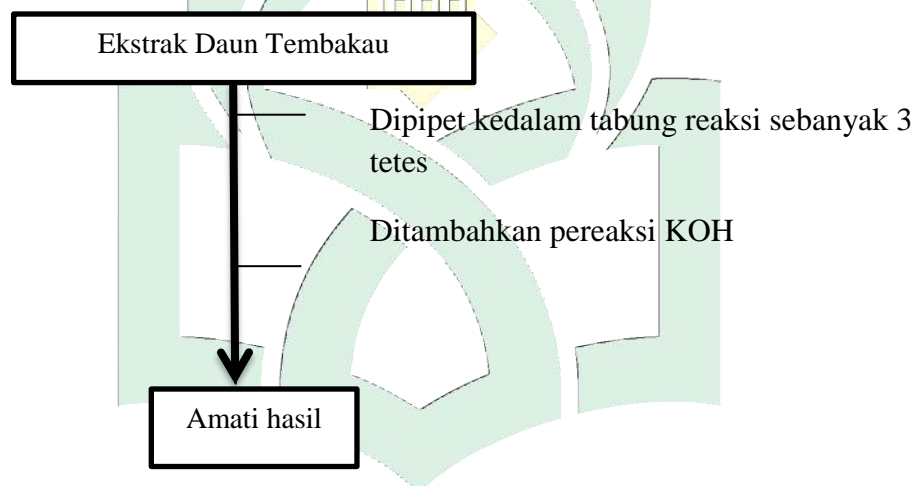 Ekstrak Daun Tembakau
Dipipet kedalam tabung reaksi sebanyak 3
tetes
Ditambahkan pereaksi KOH
Amati hasil